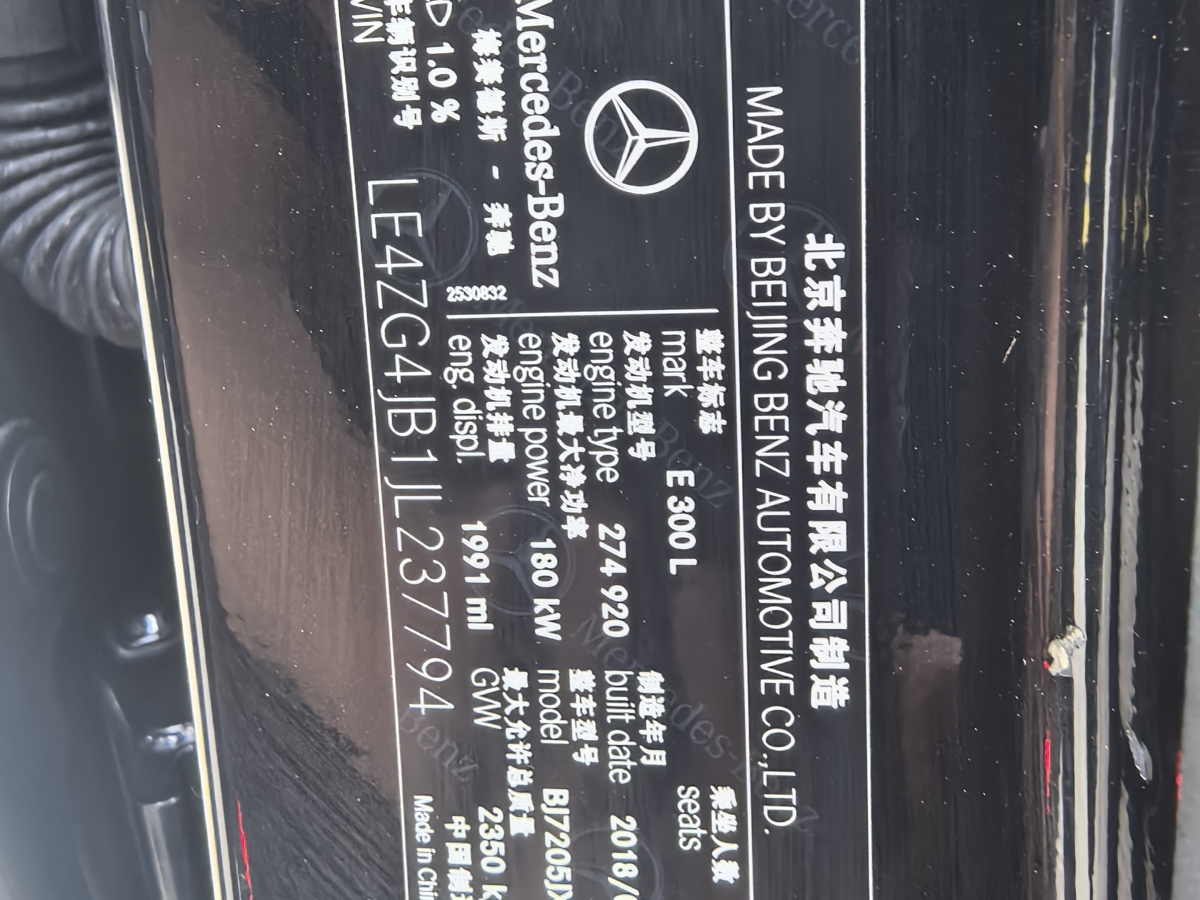 北京奔驰汽车有限公司制造
MADE BY BEIJING BENZ AUTOMOTIVE CO.,LTD.
Mercedes-Benz
梅赛德斯 - 奔驰
1.0 %
2530832
整车标志
mark E 300 L
乘坐人数
seats
发动机型号
engine type 274 920
制造年月
built date 2018/0
发动机最大净功率
engine power 180 kW
整车型号
model BJ7205JX
发动机排量
eng. displ. 1991 ml
最大允许总质量
GVW 2350 k
车辆识别号
VIN LE4ZG4JB1JL237794
中国制造
Made in Chi